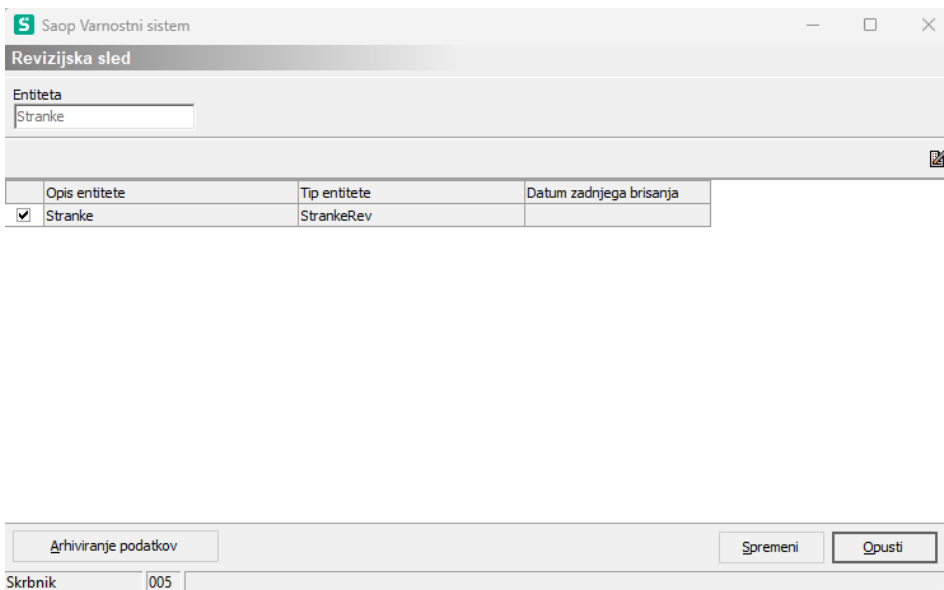 S Saop Varnostni sistem
Revizijska sled
Entiteta
Stranke
Opis entitete Tip entitete Datum zadnjega brisanja
Stranke StrankeRev
Arhiviranje podatkov Spremeni Opusti
Skrbnik 005